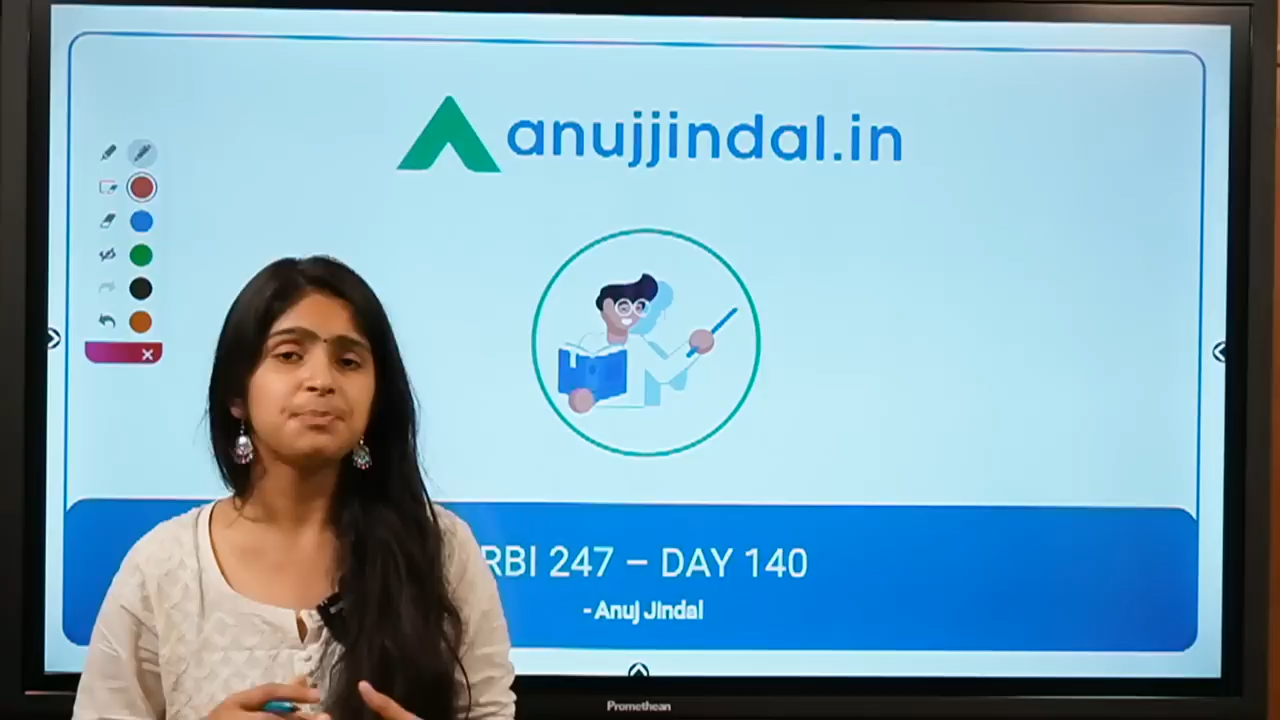 anujjindal.in
RBI 247 – DAY 140
- Anuj Jindal
Promethean